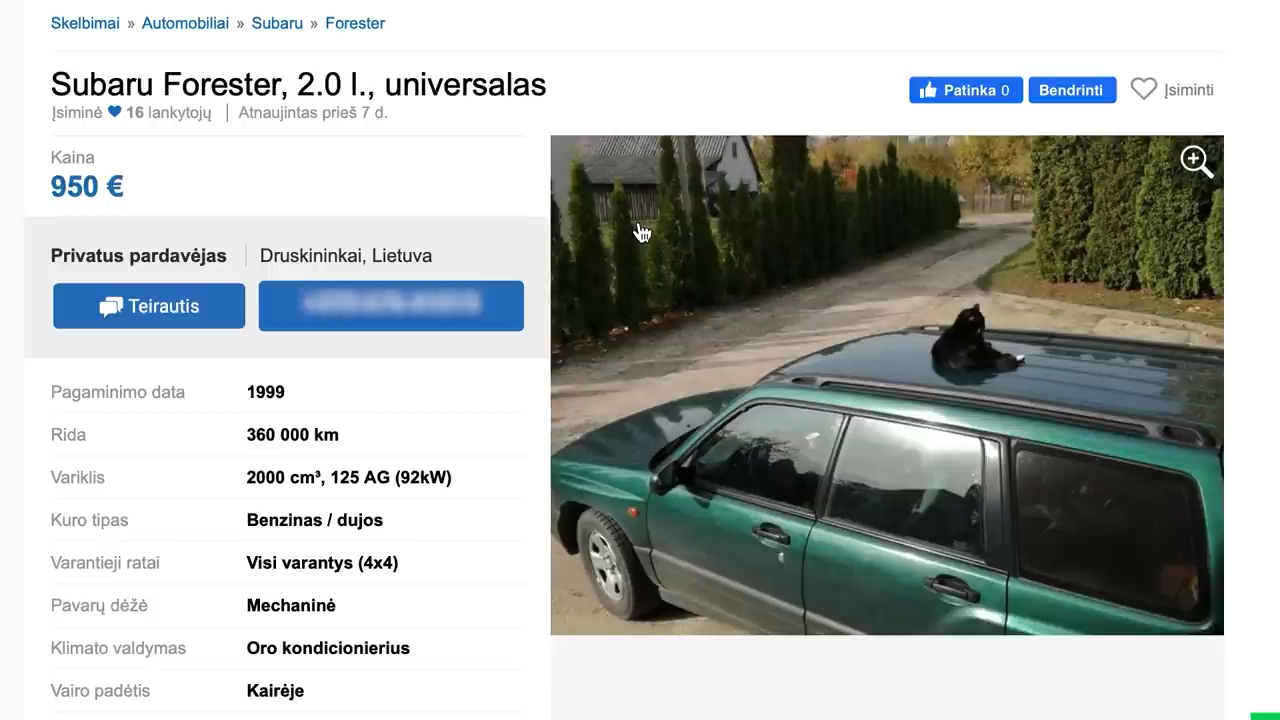 Skelbimai » Automobiliai » Subaru » Forester
Subaru Forester, 2.0 l., universalas
Įsiminė 16 lankytojų | Atnaujintas prieš 7 d.
Patinka 0 Bendrinti Įsiminti
Kaina
950 €
Privatus pardavėjas Druskininkai, Lietuva
Teirautis
Pagaminimo data 1999
Rida 360 000 km
Variklis 2000 cm³, 125 AG (92kW)
Kuro tipas Benzinas / dujos
Varantieji ratai Visi varantys (4x4)
Pavarų dėžė Mechaninė
Klimato valdymas Oro kondicionierius
Vairo padėtis Kairėje